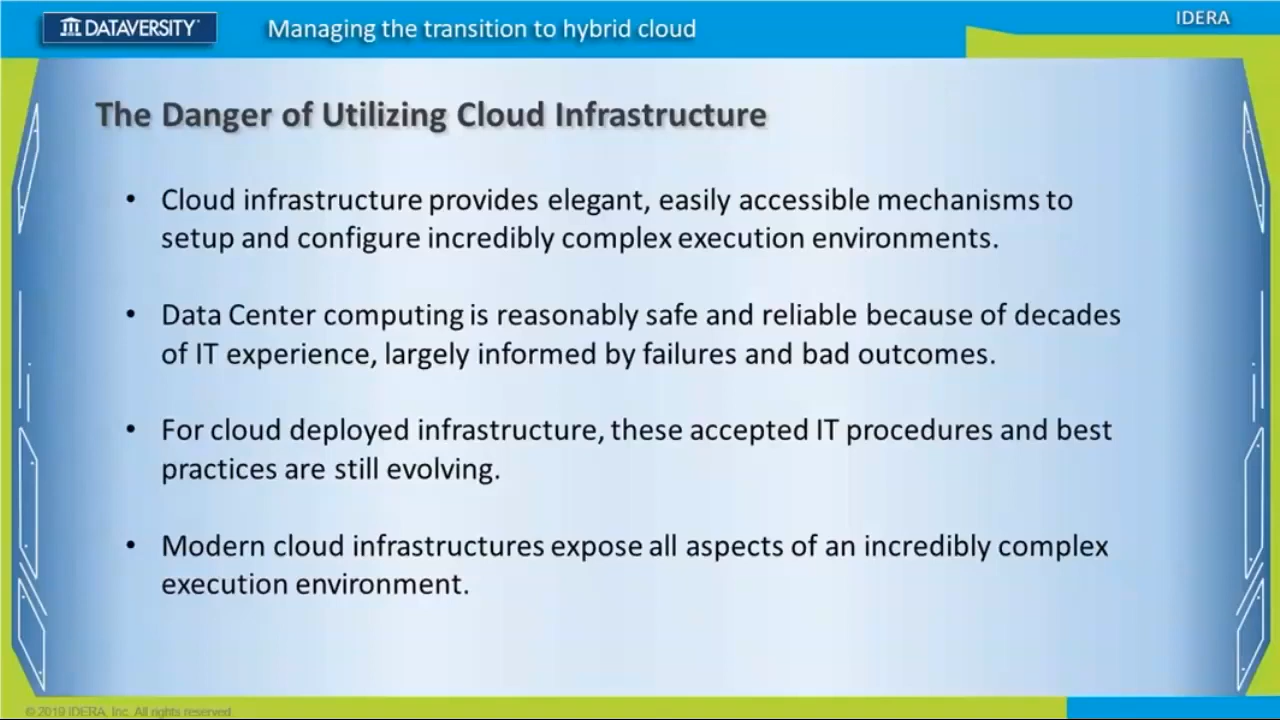 DATAVERSITY
Managing the transition to hybrid cloud
IDERA
The Danger of Utilizing Cloud Infrastructure
• Cloud infrastructure provides elegant, easily accessible mechanisms to
setup and configure incredibly complex execution environments.
• Data Center computing is reasonably safe and reliable because of decades
of IT experience, largely informed by failures and bad outcomes.
• For cloud deployed infrastructure, these accepted IT procedures and best
practices are still evolving.
• Modern cloud infrastructures expose all aspects of an incredibly complex
execution environment.
© 2019 IDERA, Inc. All rights reserved.